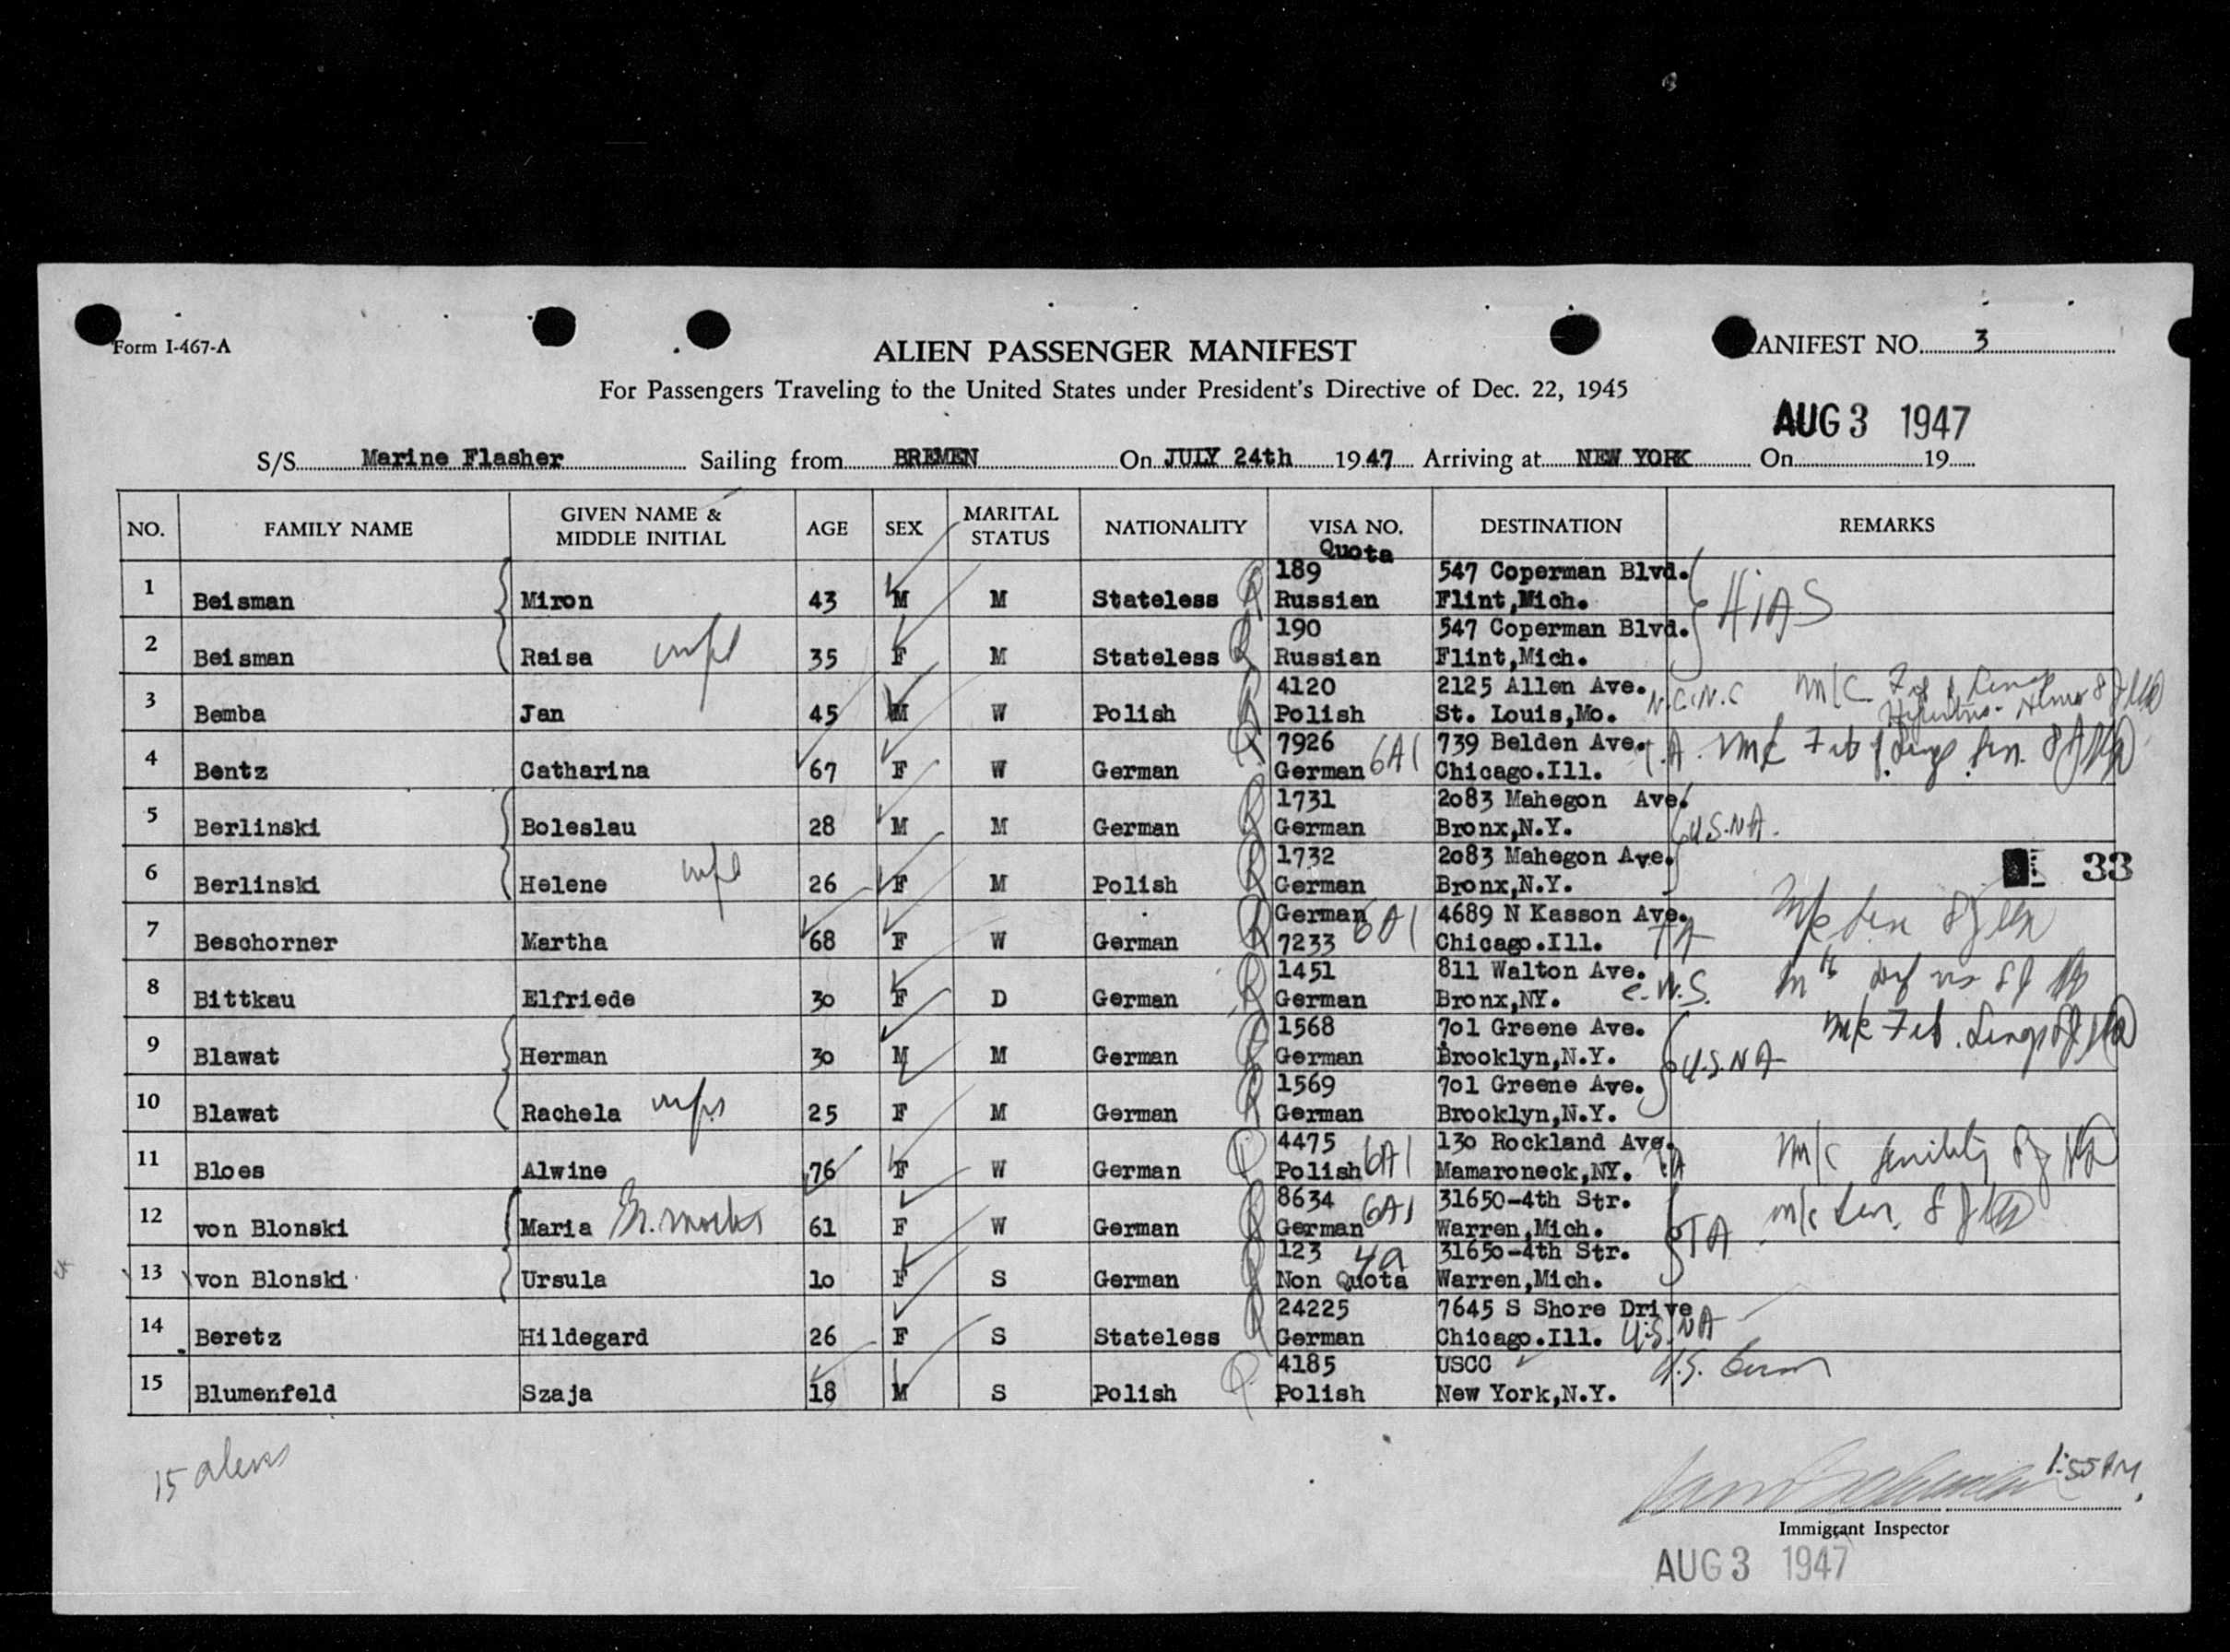 Form I-467-A
ALIEN PASSENGER MANIFEST
ANIFEST NO. 3
For Passengers Traveling to the United States under President's Directive of Dec. 22, 1945
AUG 3 1947
S/S Marine Flasher Sailing from BREMEN On JULY 24th 1947 Arriving at NEW YORK On 19
NO. FAMILY NAME GIVEN NAME & MIDDLE INITIAL AGE SEX MARITAL STATUS NATIONALITY VISA NO. Quota DESTINATION REMARKS
189 547 Coperman Blvd.
1 Beisman Miron 43 M M Stateless Russian Flint,Mich. HIAS
190 547 Coperman Blvd.
2 Beisman Raisa 35 F M Stateless Russian Flint,Mich.
4120 2125 Allen Ave. N.C.N.C m/c
3 Bemba Jan 45 M W Polish Polish St. Louis,Mo.
7926 739 Belden Ave.
4 Bentz Catharina 67 F W German German 6A1 Chicago.Ill.
1731 2083 Mahegon Ave.
5 Berlinski Boleslau 28 M M German German Bronx,N.Y. U.S.NA.
1732 2083 Mahegon Ave.
6 Berlinski Helene 26 F M Polish German Bronx,N.Y. 33
German 6A1 4689 N Kasson Ave.
7 Beschorner Martha 68 F W German 7233 Chicago.Ill. TA
1451 811 Walton Ave.
8 Bittkau Elfriede 30 F D German German Bronx,NY.
1568 701 Greene Ave.
9 Blawat Herman 30 M M German German Brooklyn,N.Y. U.S.NA
1569 701 Greene Ave.
10 Blawat Rachela 25 F M German German Brooklyn,N.Y.
4475 130 Rockland Ave. m/c senility
11 Bloes Alwine 76 F W German Polish 6A1 Mamaroneck,NY. TA
8634 31650-4th Str. m/c sen.
12 von Blonski Maria 61 F W German German 6A1 Warren,Mich. TA
123 4a 31650-4th Str.
13 von Blonski Ursula 10 F S German Non Quota Warren,Mich.
24225 7645 S Shore Drive
14 Beretz Hildegard 26 F S Stateless German Chicago.Ill. U.S.NA
4185 USCC
15 Blumenfeld Szaja 18 M S Polish Polish New York,N.Y.
15 aliens
1:55 PM
Immigrant Inspector
AUG 3 1947